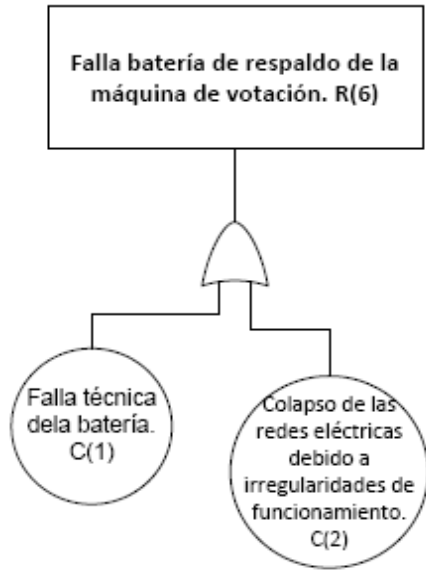 Falla batería de respaldo de la
máquina de votación. R(6)
Falla técnica
dela batería.
C(1)
Colapso de las
redes eléctricas
debido a
irregularidades de
funcionamiento.
C(2)